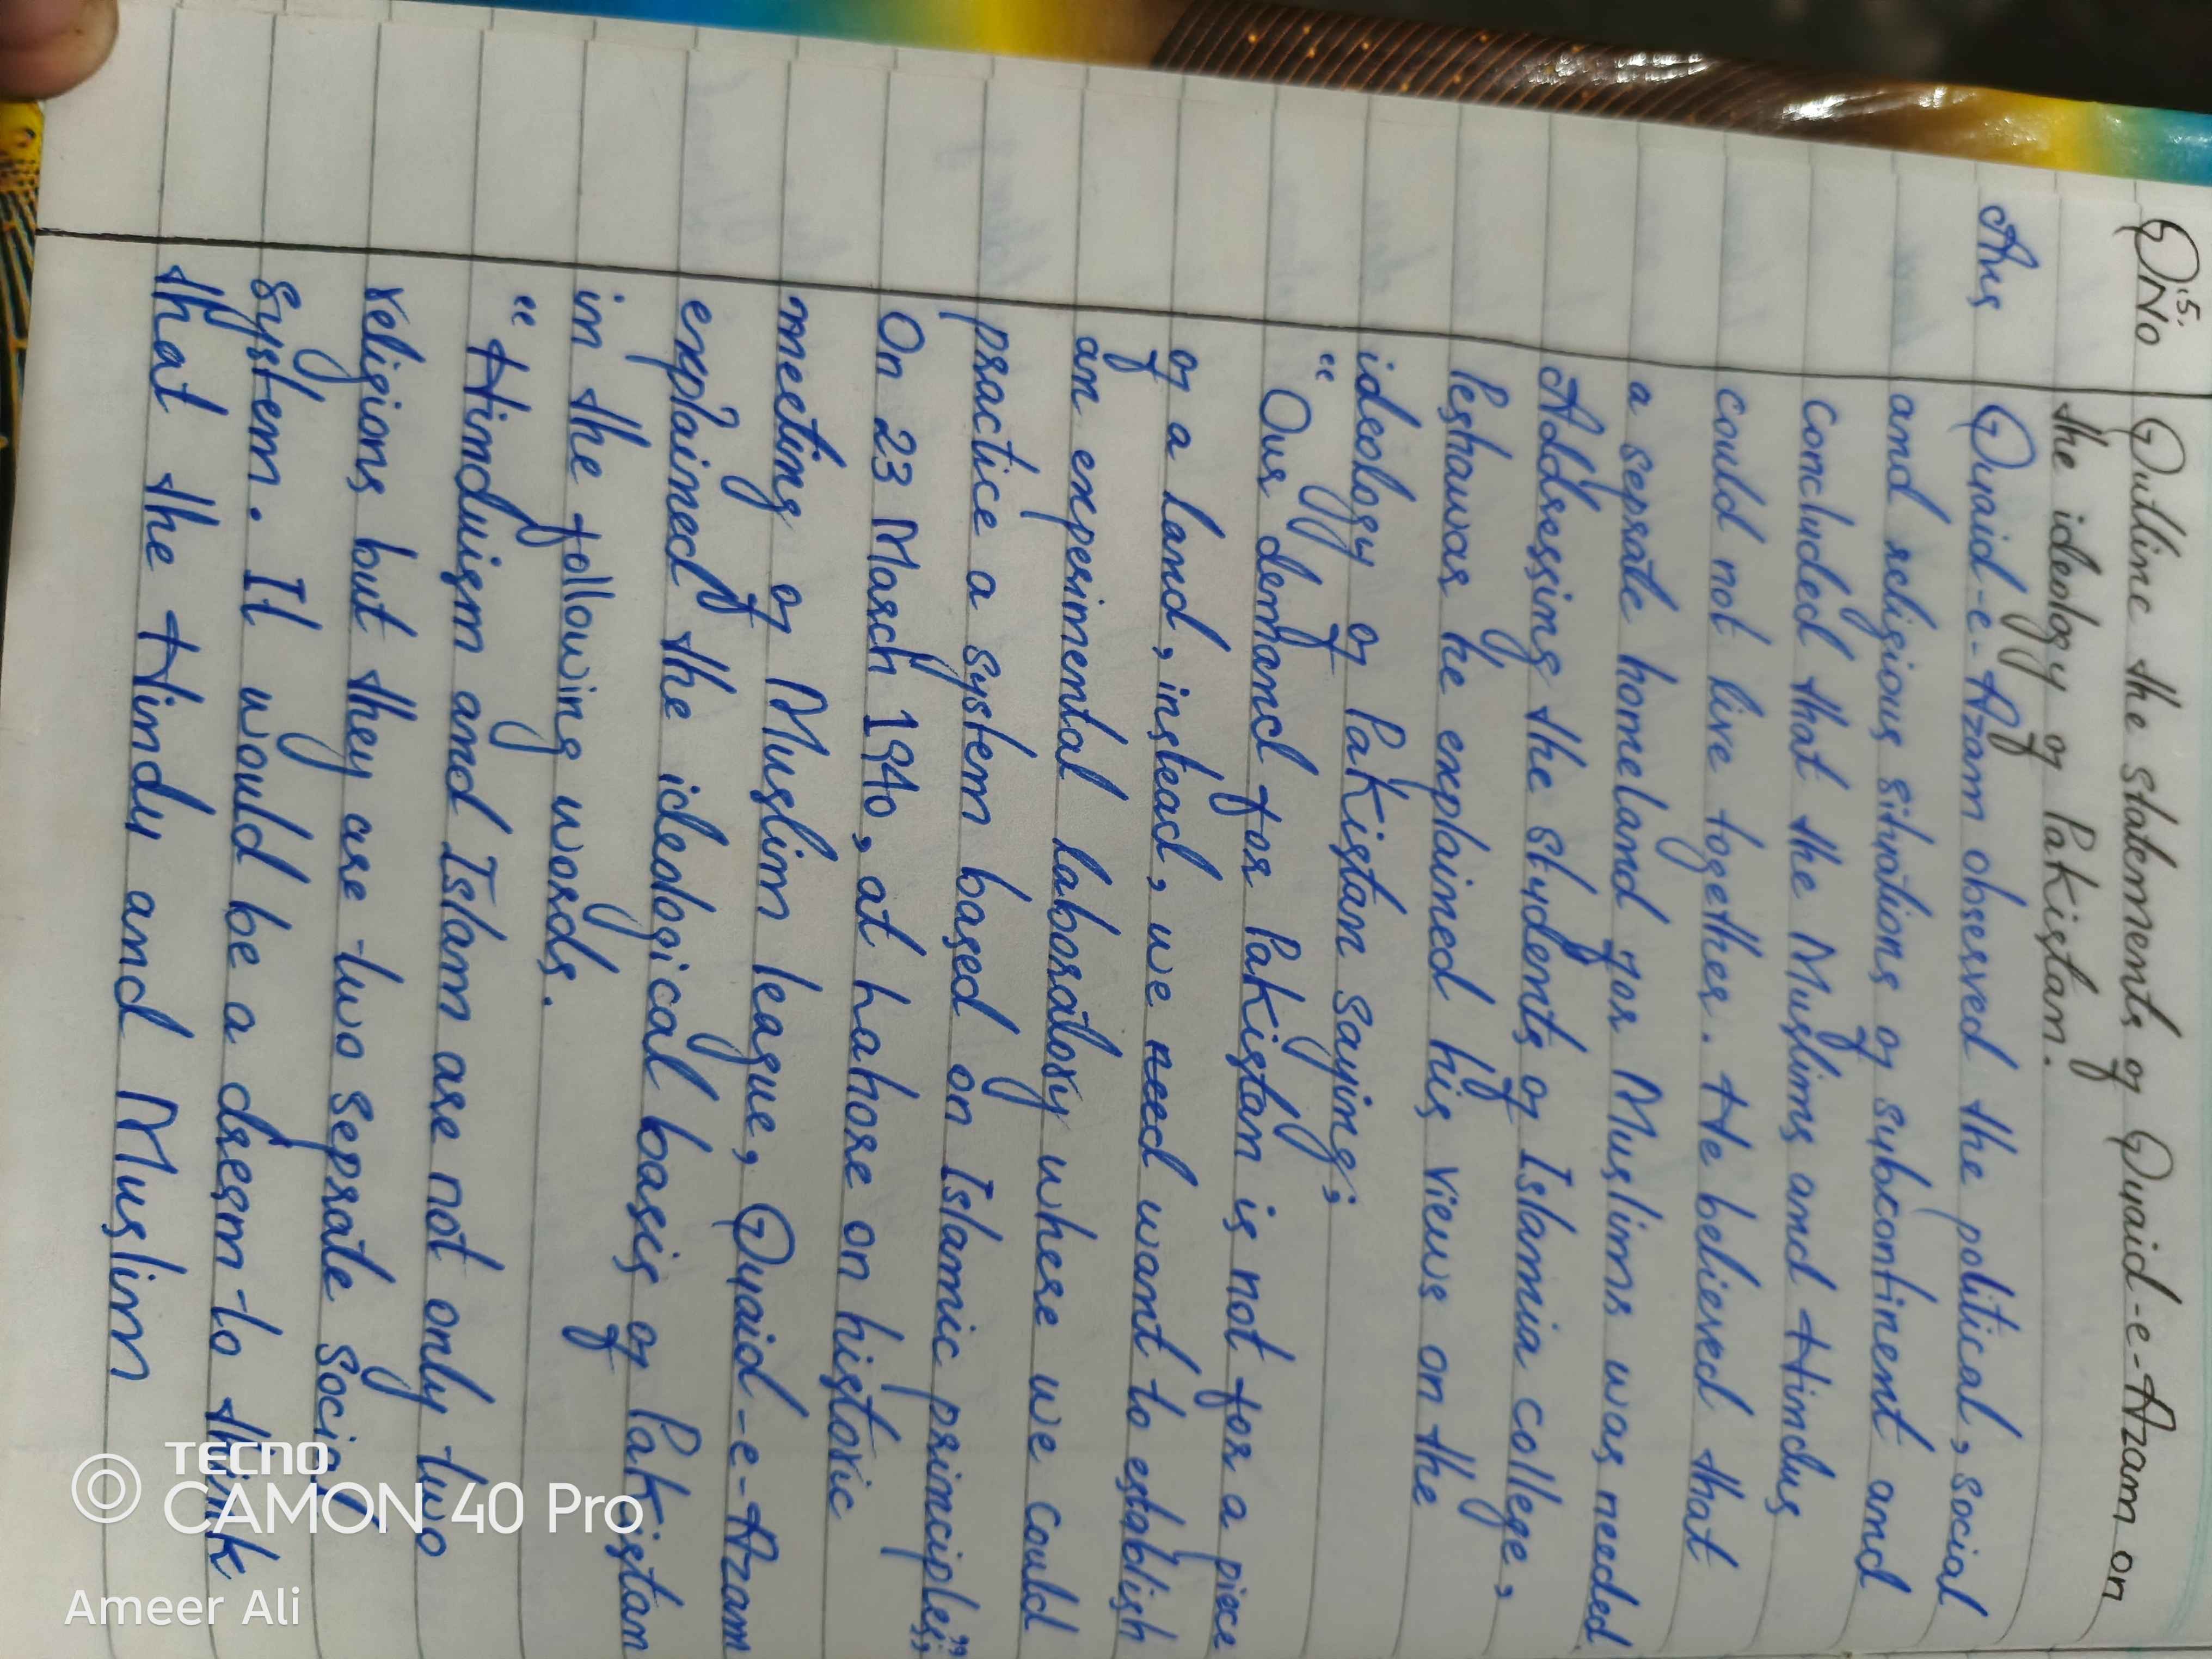 Q No .5. Outline the statements of Quaid-e-Azam on
the ideology of Pakistan.
Ans Quaid-e-Azam observed the political, social
and religious situations of subcontinent and
concluded that the Muslims and Hindus
could not live together. He believed that
a seprate homeland for Muslims was needed.
Addressing the students of Islamia college,
Peshawar he explained his views on the
ideology of Pakistan saying;
“Our demand for Pakistan is not for a piece
of a land, instead, we need want to establish
an experimental laboratory where we could
practice a system based on Islamic principles”;
On 23 March 1940, at Lahore on historic
meeting of Muslim league, Quaid-e-Azam
explained the ideological basis of Pakistan
in the following words.
“Hinduism and Islam are not only two
religions but they are two seprate social
system. It would be a dream to think
that the Hindu and Muslim
TECNO
CAMON 40 Pro
Ameer Ali